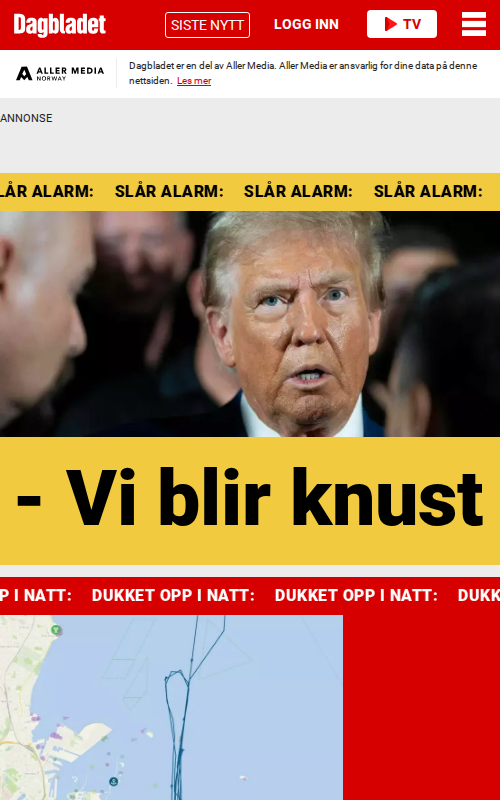 Dagbladet
SISTE NYTT
LOGG INN
TV
ALLER MEDIA
NORWAY
Dagbladet er en del av Aller Media. Aller Media er ansvarlig for dine data på denne
nettsiden. Les mer
ANNONSE
LÅR ALARM: SLÅR ALARM: SLÅR ALARM: SLÅR ALARM:
- Vi blir knust
P I NATT: DUKKET OPP I NATT: DUKKET OPP I NATT: DUKK